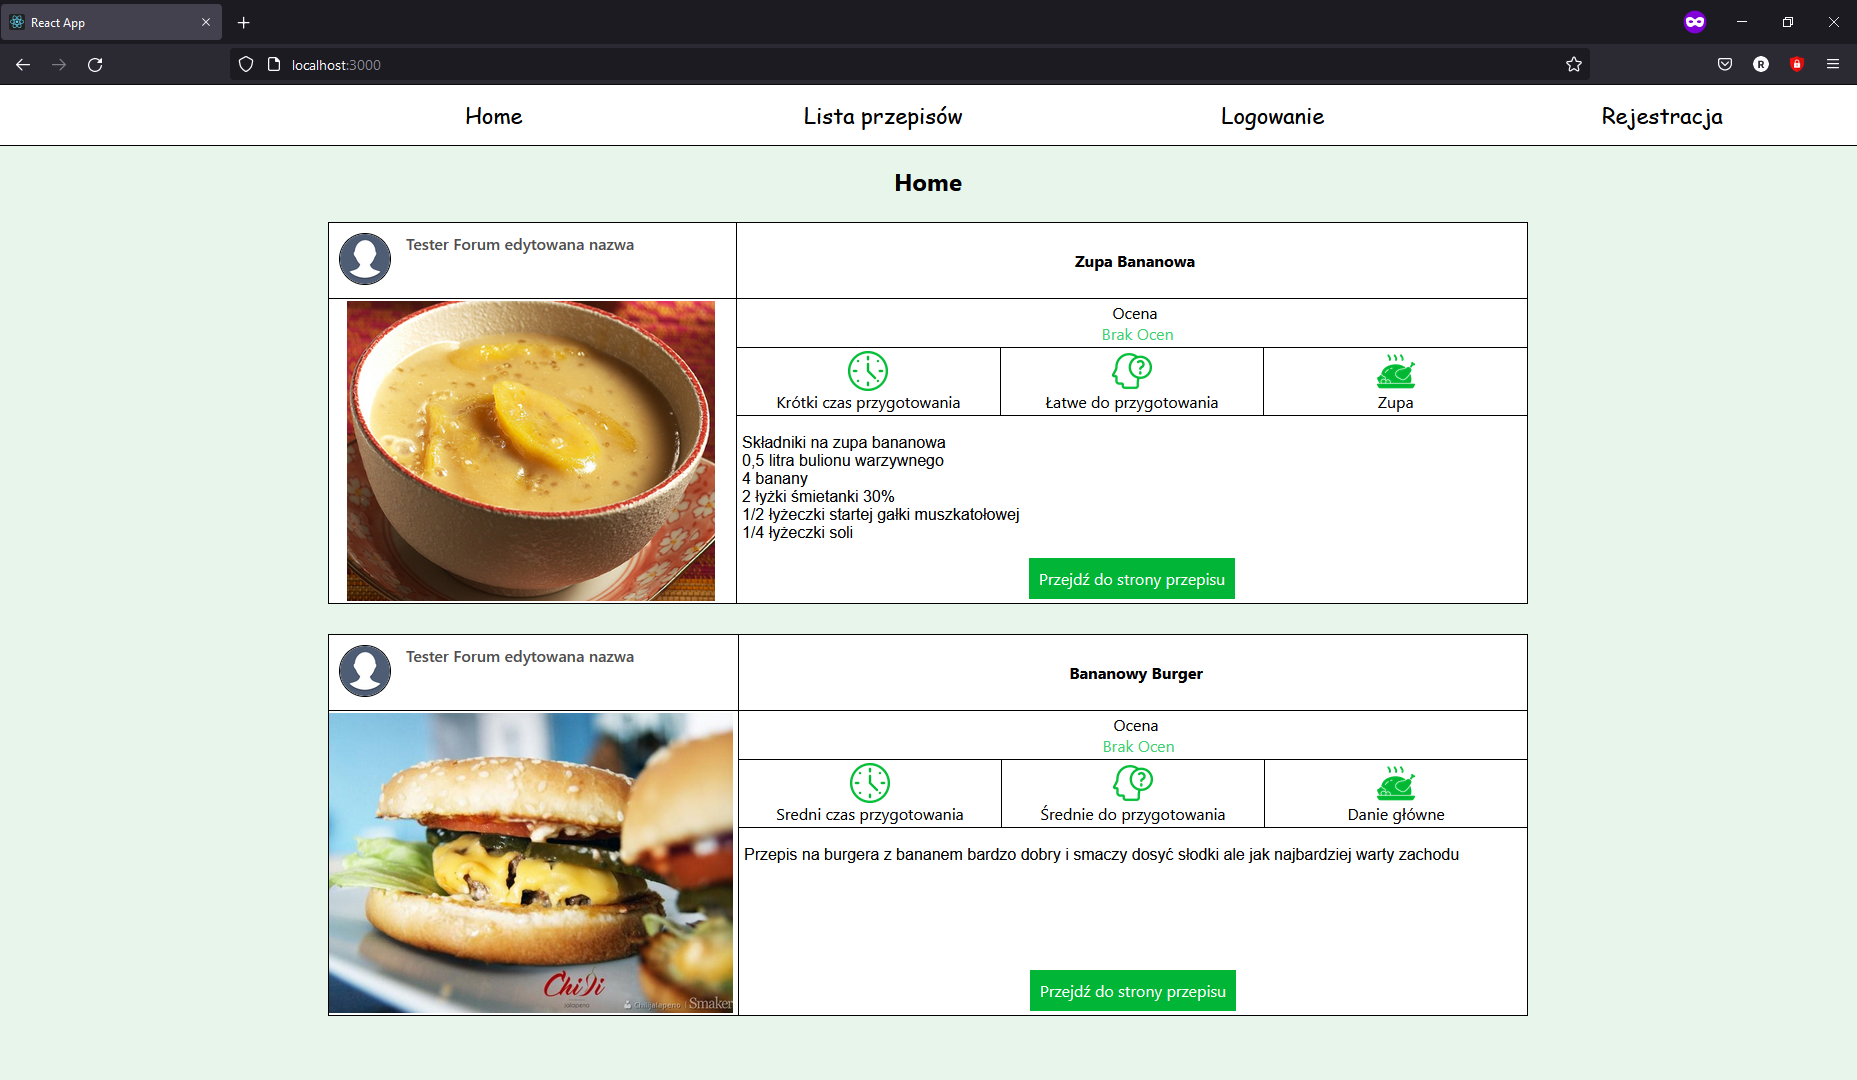 React App
localhost:3000
Home
Lista przepisów
Logowanie
Rejestracja
Home
Tester Forum edytowana nazwa
Zupa Bananowa
Ocena
Brak Ocen
Krótki czas przygotowania
Łatwe do przygotowania
Zupa
Składniki na zupa bananowa
0,5 litra bulionu warzywnego
4 banany
2 łyżki śmietanki 30%
1/2 łyżeczki startej gałki muszkatołowej
1/4 łyżeczki soli
Przejdź do strony przepisu
Tester Forum edytowana nazwa
Bananowy Burger
Ocena
Brak Ocen
Sredni czas przygotowania
Średnie do przygotowania
Danie główne
Przepis na burgera z bananem bardzo dobry i smaczy dosyć słodki ale jak najbardziej warty zachodu
Smaker
Przejdź do strony przepisu